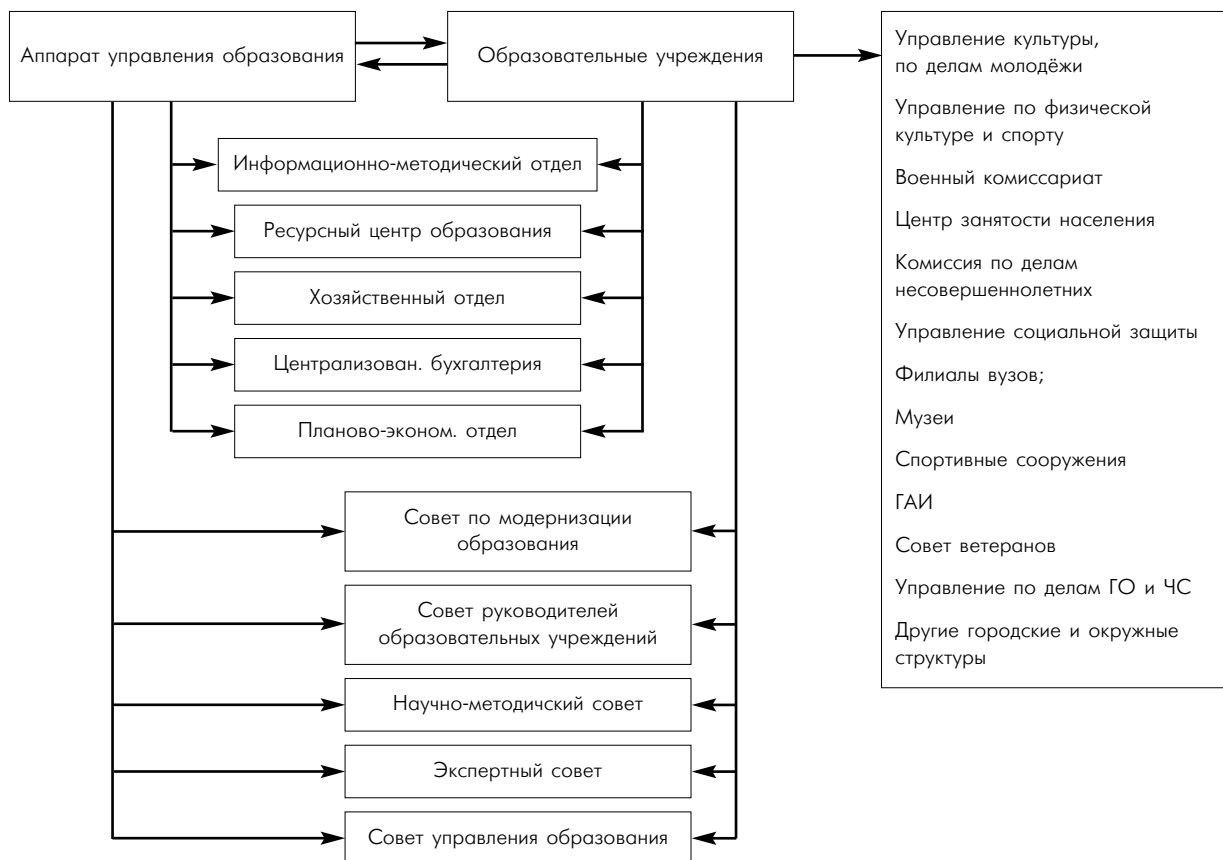 Аппарат управления образования
Образовательные учреждения
Информационно-методический отдел
Ресурсный центр образования
Хозяйственный отдел
Централизован. бухгалтерия
Планово-эконом. отдел
Совет по модернизации
образования
Совет руководителей
образовательных учреждений
Научно-методичский совет
Экспертный совет
Совет управления образования
Управление культуры,
по делам молодёжи
Управление по физической
культуре и спорту
Военный комиссариат
Центр занятости населения
Комиссия по делам
несовершеннолетних
Управление социальной защиты
Филиалы вузов;
Музеи
Спортивные сооружения
ГАИ
Совет ветеранов
Управление по делам ГО и ЧС
Другие городские и окружные
структуры